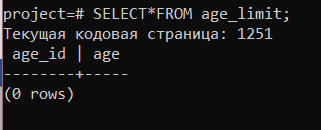 project=# SELECT*FROM age_limit;
Текущая кодовая страница: 1251
 age_id | age
--------+-----
(0 rows)